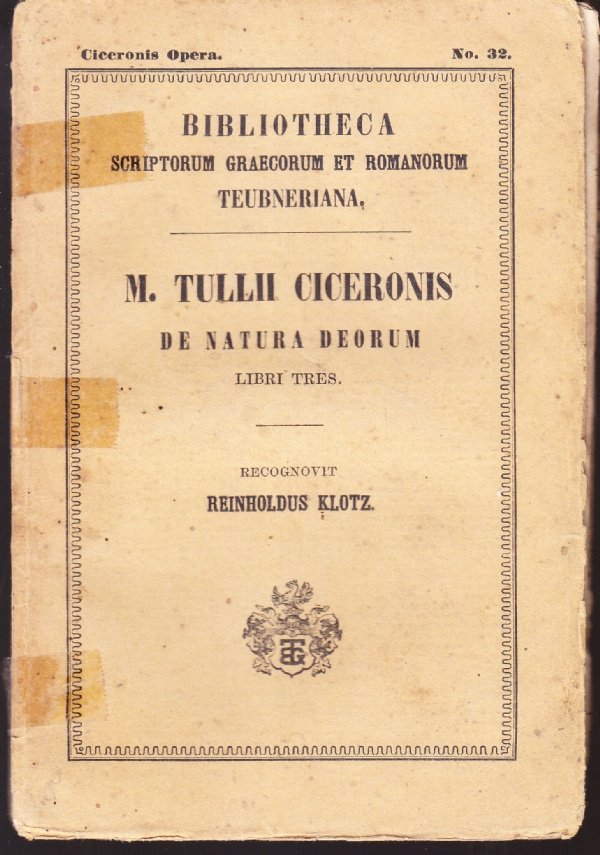 Ciceronis Opera. No. 32.
BIBLIOTHECA
SCRIPTORUM GRAECORUM ET ROMANORUM
TEUBNERIANA.
M. TULLII CICERONIS
DE NATURA DEORUM
LIBRI TRES.
RECOGNOVIT
REINHOLDUS KLOTZ.